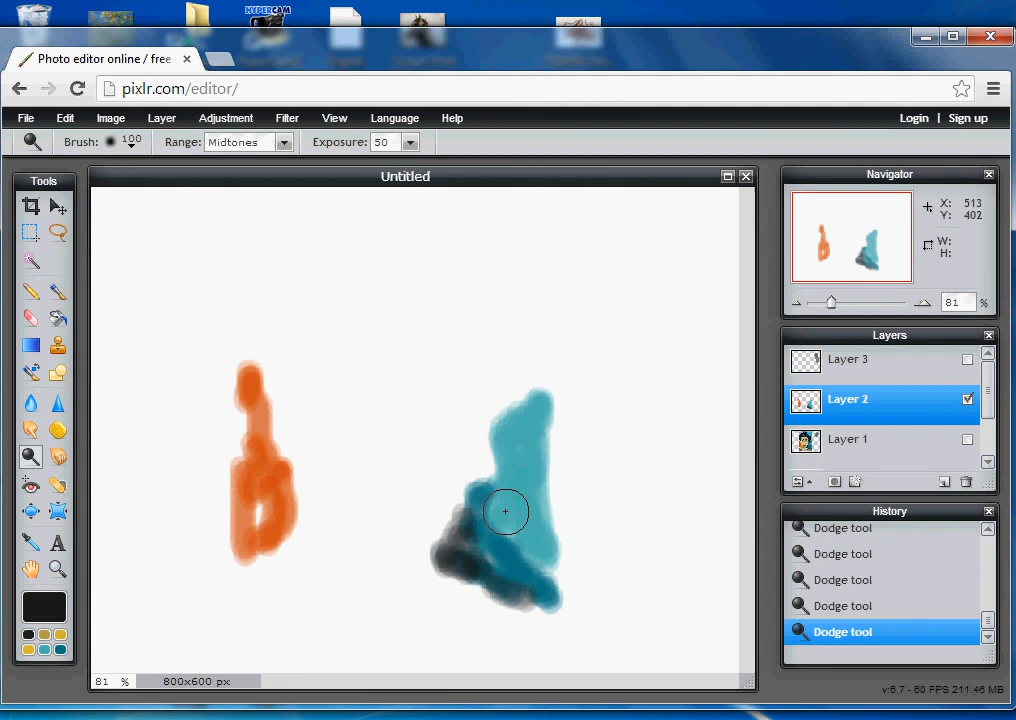 HYPERCAM
Photo editor online / free
pixlr.com/editor/
File Edit Image Layer Adjustment Filter View Language Help Login | Sign up
Brush: 100 Range: Midtones Exposure: 50
Tools
Untitled
Navigator
X: 513
Y: 402
W:
H:
81 %
Layers
Layer 3
Layer 2
Layer 1
History
Dodge tool
Dodge tool
Dodge tool
Dodge tool
Dodge tool
A
81 % 800x600 px
v:6.7 - 60 FPS 211.46 MB